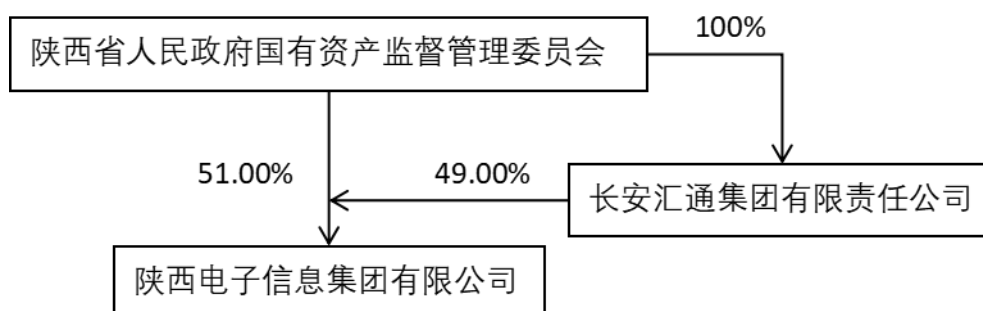 100%
陕西省人民政府国有资产监督管理委员会
51.00%
49.00%
长安汇通集团有限责任公司
陕西电子信息集团有限公司